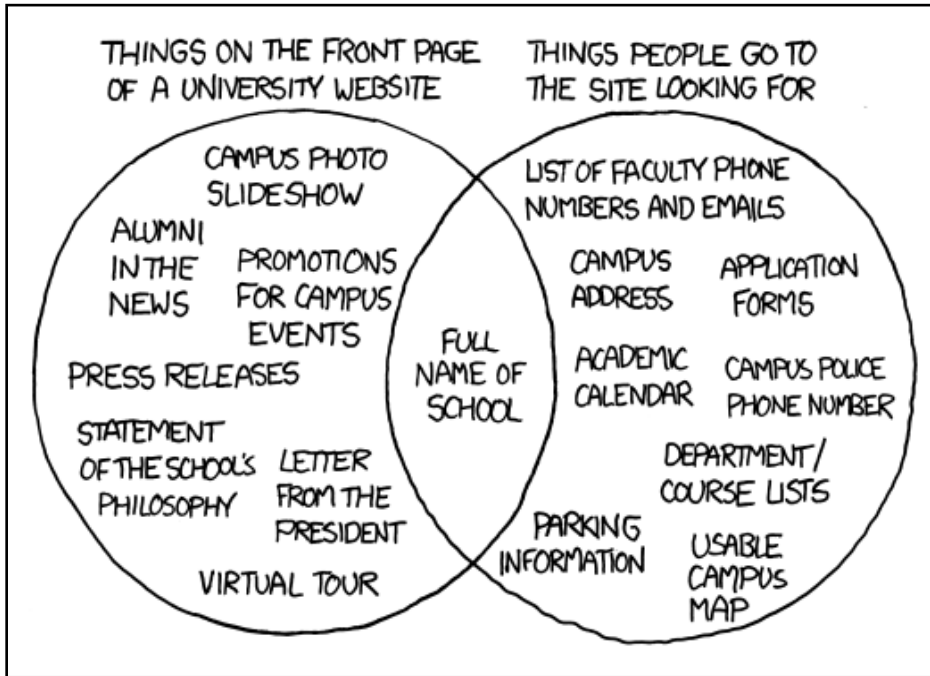 THINGS ON THE FRONT PAGE
OF A UNIVERSITY WEBSITE
THINGS PEOPLE GO TO
THE SITE LOOKING FOR
CAMPUS PHOTO
SLIDESHOW
ALUMNI
IN THE
NEWS
PROMOTIONS
FOR CAMPUS
EVENTS
PRESS RELEASES
STATEMENT
OF THE SCHOOL'S
PHILOSOPHY
LETTER
FROM THE
PRESIDENT
VIRTUAL TOUR
FULL
NAME OF
SCHOOL
LIST OF FACULTY PHONE
NUMBERS AND EMAILS
CAMPUS
ADDRESS
APPLICATION
FORMS
ACADEMIC
CALENDAR
CAMPUS POLICE
PHONE NUMBER
DEPARTMENT/
COURSE LISTS
PARKING
INFORMATION
USABLE
CAMPUS
MAP